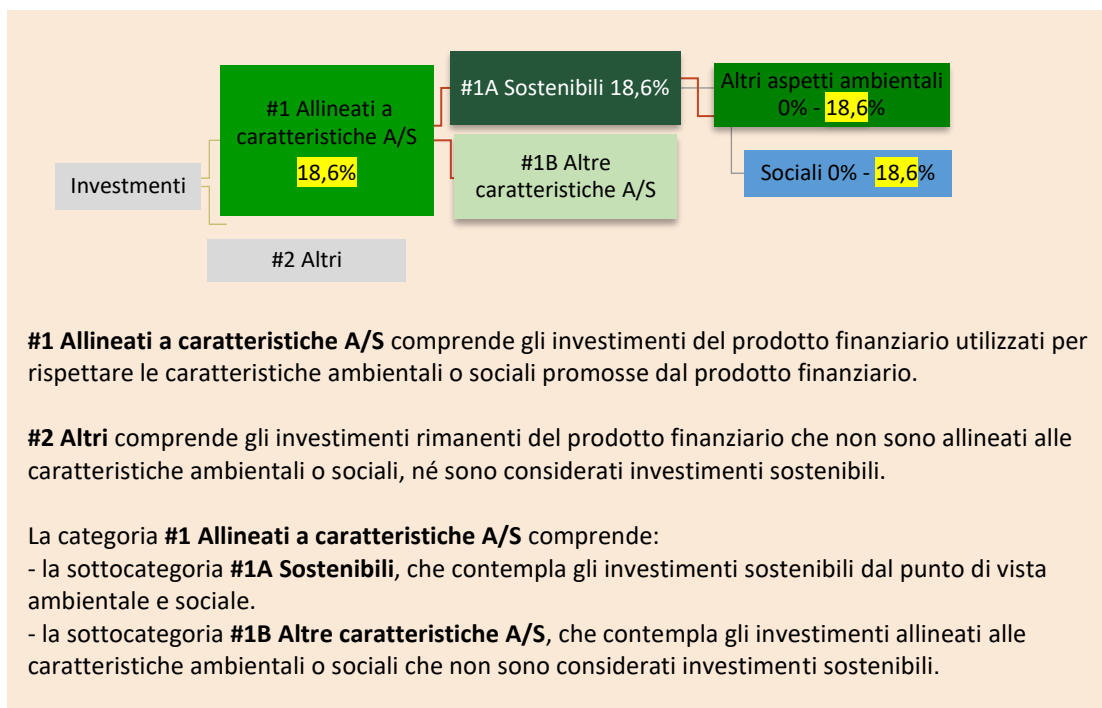 Investmenti
#1 Allineati a
caratteristiche A/S
18,6%
#2 Altri
#1A Sostenibili 18,6%
#1B Altre
caratteristiche A/S
Altri aspetti ambientali
0% - 18,6%
Sociali 0% - 18,6%
#1 Allineati a caratteristiche A/S comprende gli investimenti del prodotto finanziario utilizzati per
rispettare le caratteristiche ambientali o sociali promosse dal prodotto finanziario.
#2 Altri comprende gli investimenti rimanenti del prodotto finanziario che non sono allineati alle
caratteristiche ambientali o sociali, né sono considerati investimenti sostenibili.
La categoria #1 Allineati a caratteristiche A/S comprende:
- la sottocategoria #1A Sostenibili, che contempla gli investimenti sostenibili dal punto di vista
ambientale e sociale.
- la sottocategoria #1B Altre caratteristiche A/S, che contempla gli investimenti allineati alle
caratteristiche ambientali o sociali che non sono considerati investimenti sostenibili.